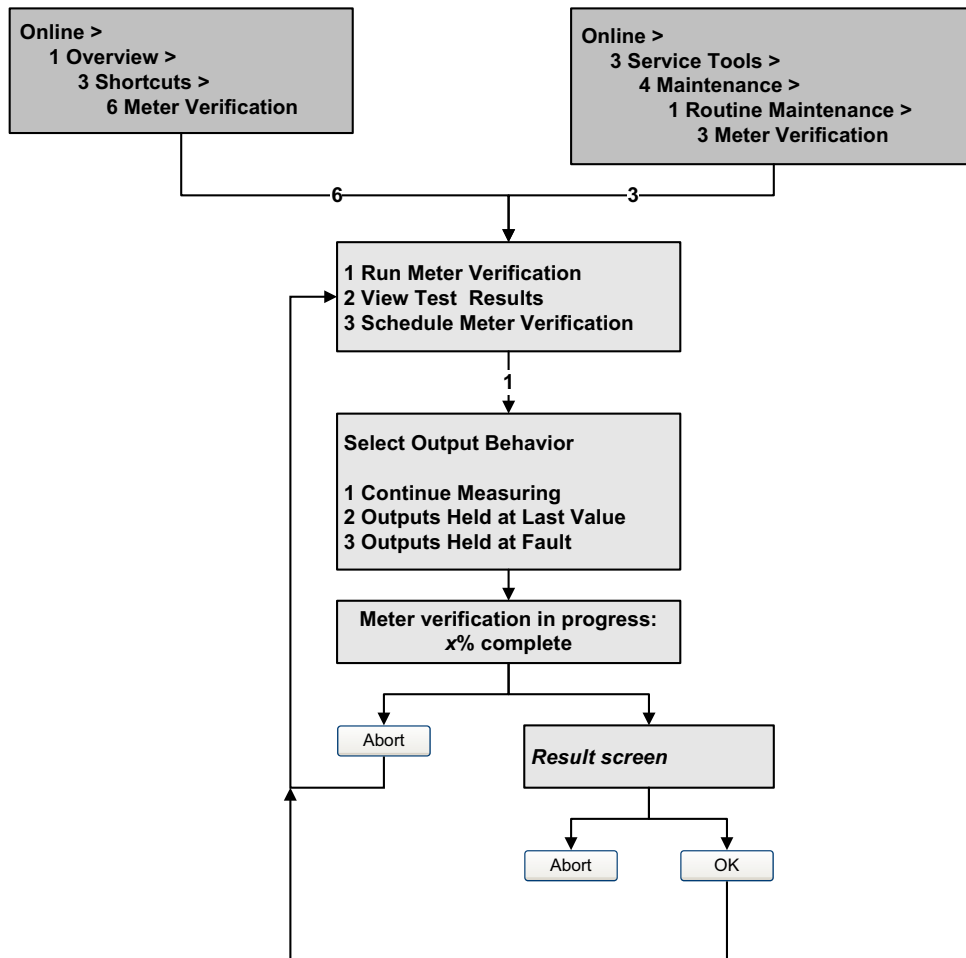 Online >
1 Overview >
3 Shortcuts >
6 Meter Verification
Online >
3 Service Tools >
4 Maintenance >
1 Routine Maintenance >
3 Meter Verification
6
3
1 Run Meter Verification
2 View Test Results
3 Schedule Meter Verification
1
Select Output Behavior
1 Continue Measuring
2 Outputs Held at Last Value
3 Outputs Held at Fault
Meter verification in progress:
x% complete
Abort
Result screen
Abort
OK